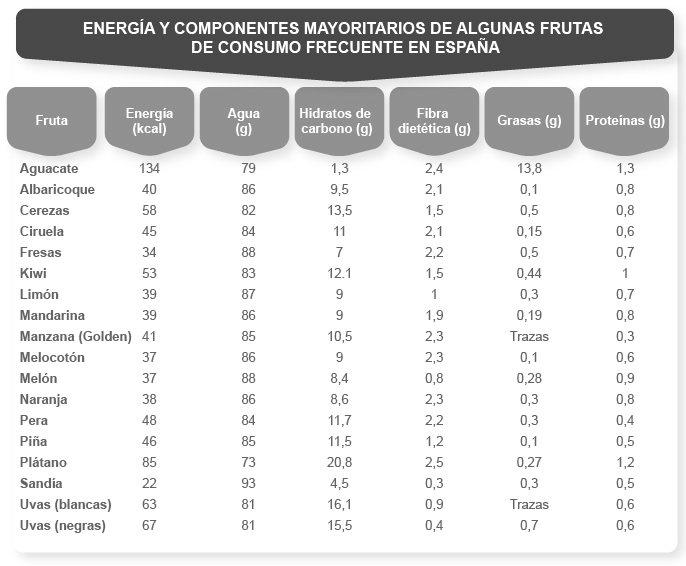 ENERGÍA Y COMPONENTES MAYORITARIOS DE ALGUNAS FRUTAS
DE CONSUMO FRECUENTE EN ESPAÑA
Fruta Energía (kcal) Agua (g) Hidratos de carbono (g) Fibra dietética (g) Grasas (g) Proteínas (g)
Aguacate 134 79 1,3 2,4 13,8 1,3
Albaricoque 40 86 9,5 2,1 0,1 0,8
Cerezas 58 82 13,5 1,5 0,5 0,8
Ciruela 45 84 11 2,1 0,15 0,6
Fresas 34 88 7 2,2 0,5 0,7
Kiwi 53 83 12.1 1,5 0,44 1
Limón 39 87 9 1 0,3 0,7
Mandarina 39 86 9 1,9 0,19 0,8
Manzana (Golden) 41 85 10,5 2,3 Trazas 0,3
Melocotón 37 86 9 2,3 0,1 0,6
Melón 37 88 8,4 0,8 0,28 0,9
Naranja 38 86 8,6 2,3 0,3 0,8
Pera 48 84 11,7 2,2 0,3 0,4
Piña 46 85 11,5 1,2 0,1 0,5
Plátano 85 73 20,8 2,5 0,27 1,2
Sandía 22 93 4,5 0,3 0,3 0,5
Uvas (blancas) 63 81 16,1 0,9 Trazas 0,6
Uvas (negras) 67 81 15,5 0,4 0,7 0,6